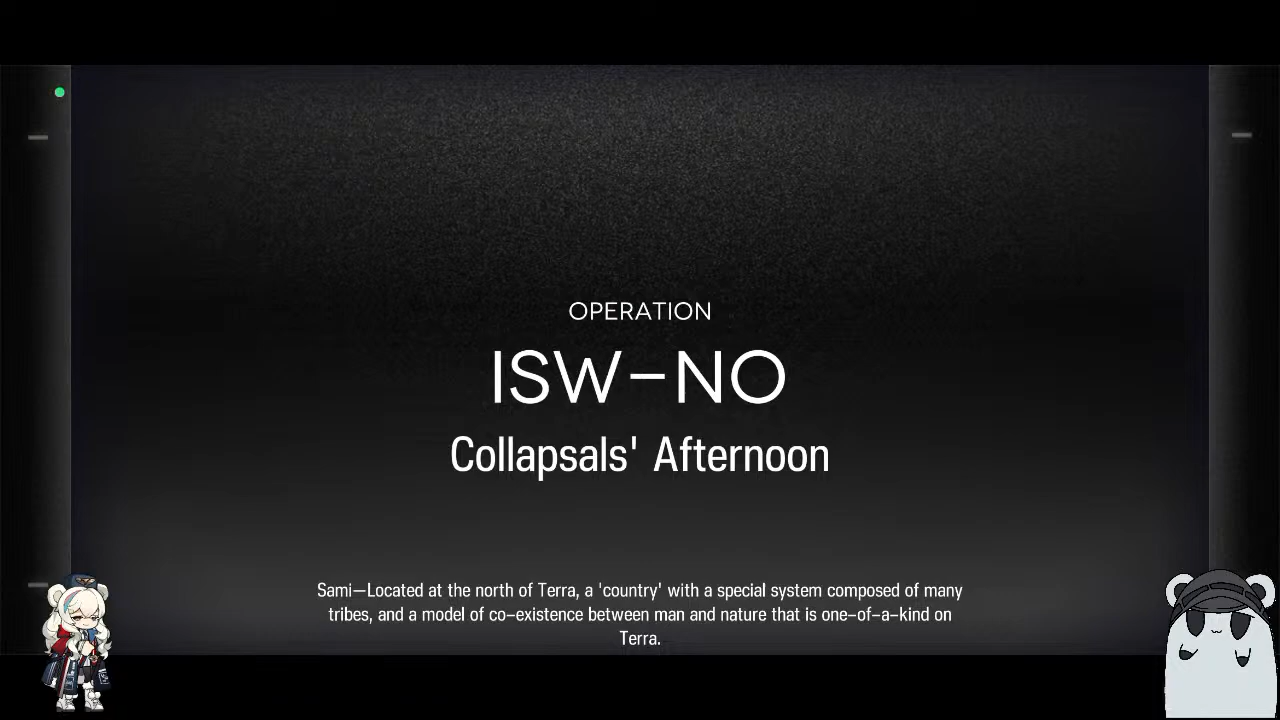 OPERATION
ISW-NO
Collapsals' Afternoon
Sami—Located at the north of Terra, a 'country' with a special system composed of many
tribes, and a model of co-existence between man and nature that is one-of-a-kind on
Terra.